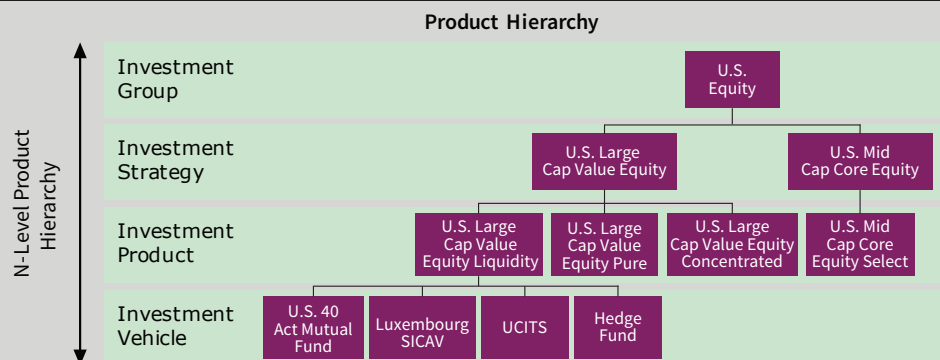 Product Hierarchy
N-Level Product
Hierarchy
Investment
Group
U.S.
Equity
Investment
Strategy
U.S. Large
Cap Value Equity
U.S. Mid
Cap Core Equity
Investment
Product
U.S. Large
Cap Value
Equity Liquidity
U.S. Large
Cap Value
Equity Pure
U.S. Large
Cap Value Equity
Concentrated
U.S. Mid
Cap Core
Equity Select
Investment
Vehicle
U.S. 40
Act Mutual
Fund
Luxembourg
SICAV
UCITS
Hedge
Fund